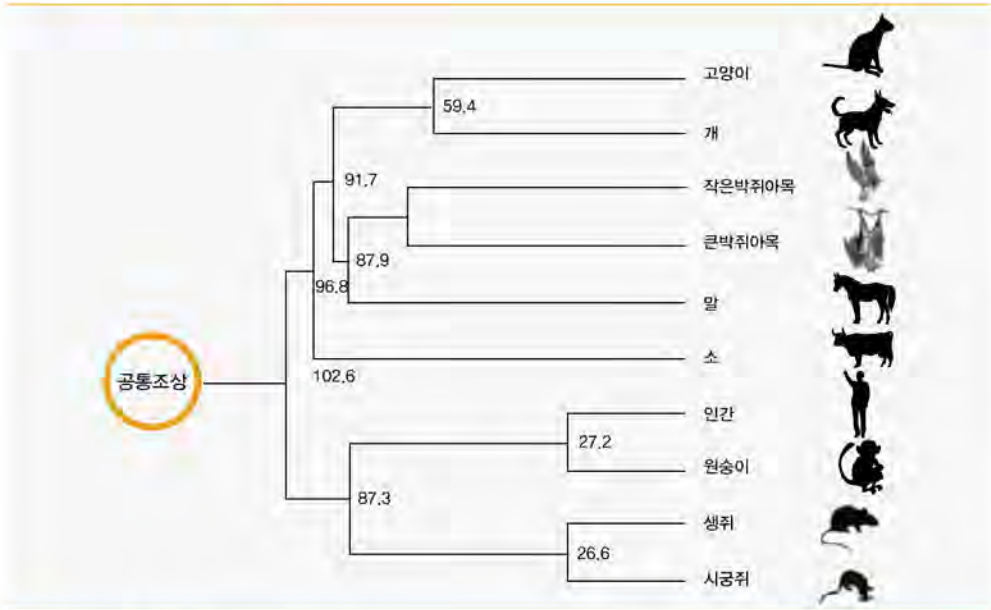 고양이
59.4
개
91.7
작은박쥐아목
큰박쥐아목
87.9
96.8
말
소
102.6
공통조상
인간
27.2
원숭이
87.3
생쥐
26.6
시궁쥐